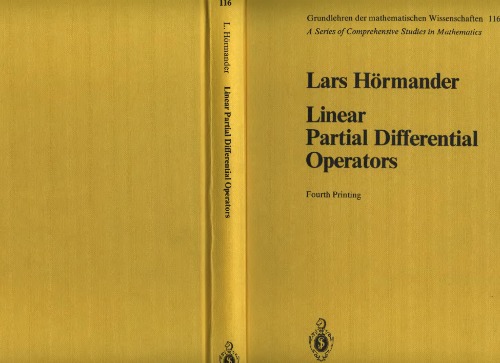 116
L. Hörmander
Linear Partial Differential Operators
Grundlehren der mathematischen Wissenschaften 116
A Series of Comprehensive Studies in Mathematics
Lars Hörmander
Linear
Partial Differential
Operators
Fourth Printing